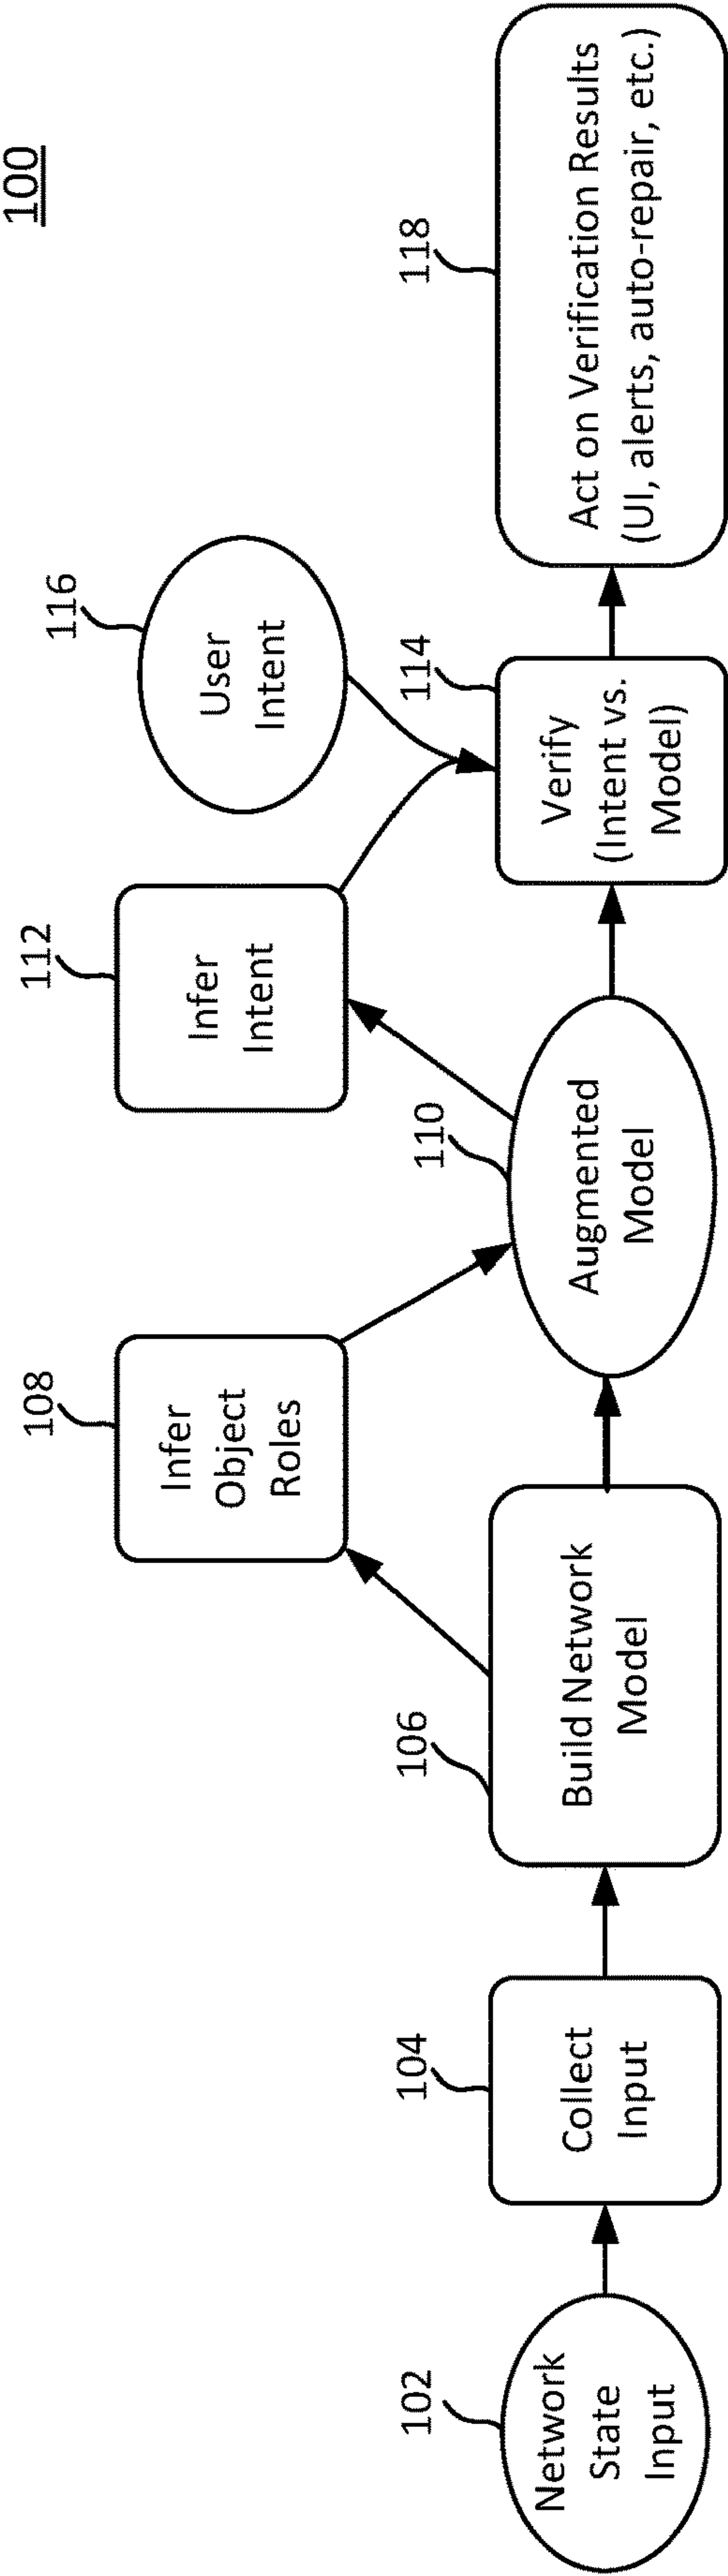 100
102
Network
State
Input
104
Collect
Input
106
Build Network
Model
108
Infer
Object
Roles
110
Augmented
Model
112
Infer
Intent
116
User
Intent
114
Verify
(Intent vs.
Model)
118
Act on Verification Results
(UI, alerts, auto-repair, etc.)